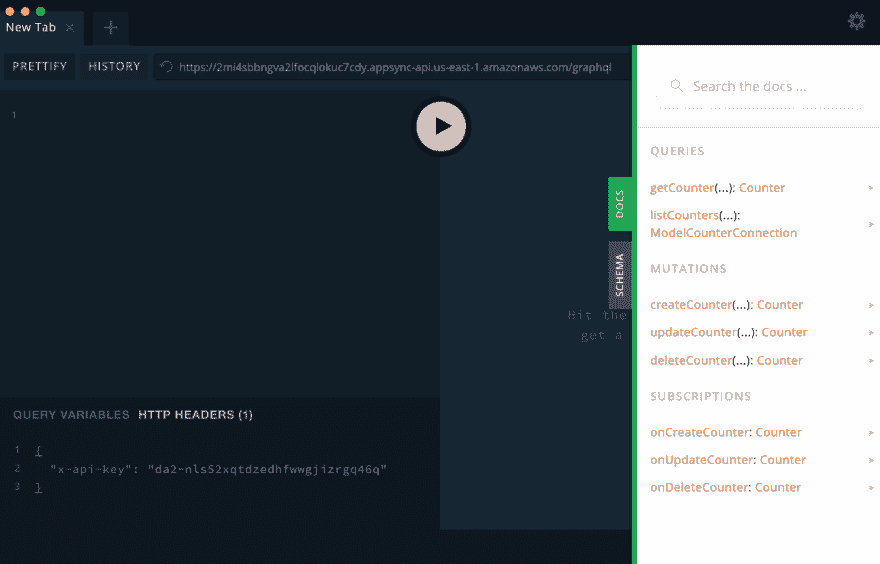 New Tab
PRETTIFY HISTORY https://2mi4sbbngva2lfocqlokuc7cdy.appsync-api.us-east-1.amazonaws.com/graphql
1
QUERY VARIABLES HTTP HEADERS (1)
1 {
2 "x-api-key": "da2-nls52xqtdzedhfwwgjizrgq46q"
3 }
Hit the
get a
DOCS
SCHEMA
Search the docs ...
QUERIES
getCounter(...): Counter
listCounters(...):
ModelCounterConnection
MUTATIONS
createCounter(...): Counter
updateCounter(...): Counter
deleteCounter(...): Counter
SUBSCRIPTIONS
onCreateCounter: Counter
onUpdateCounter: Counter
onDeleteCounter: Counter